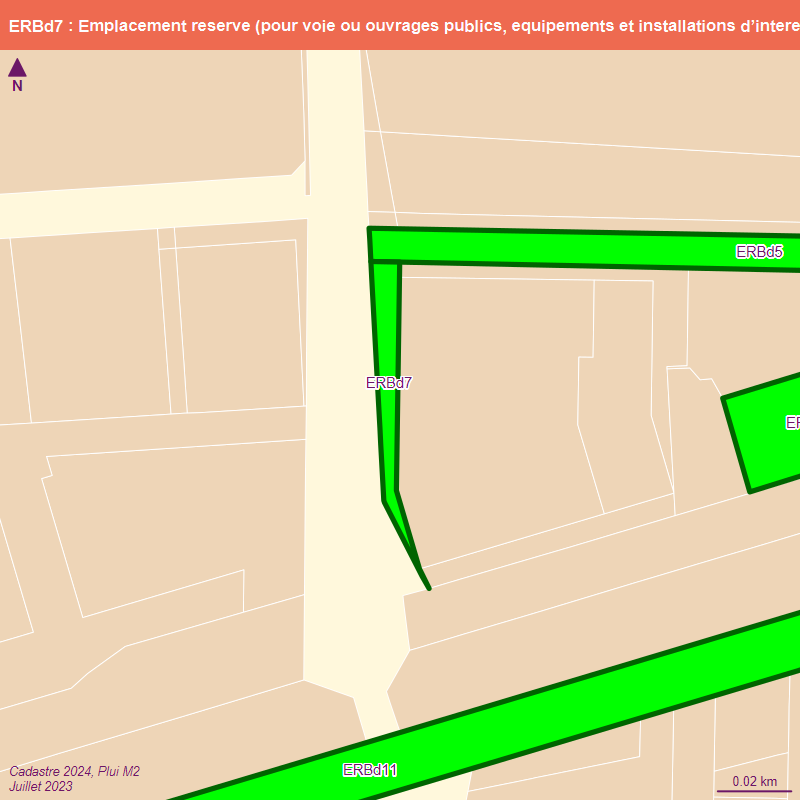 ERBd7 : Emplacement reserve (pour voie ou ouvrages publics, equipements et installations d'intere
N
ERBd5
ERBd7
ER
ERBd11
Cadastre 2024, Plui M2
Juillet 2023
0.02 km